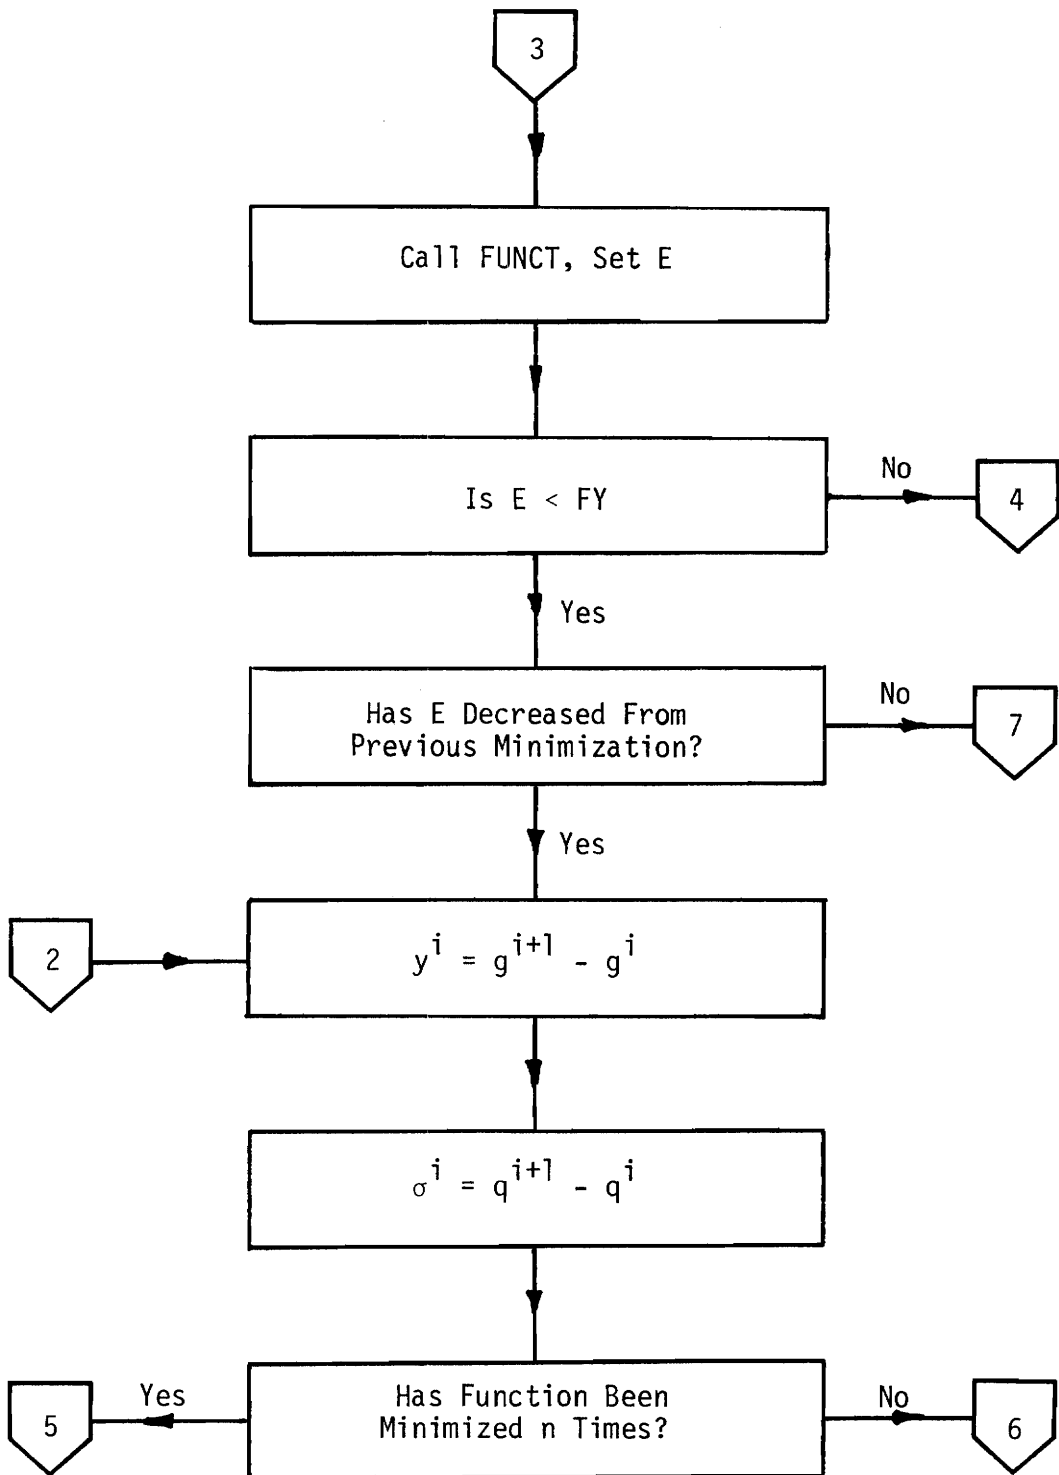 3
Call FUNCT, Set E
Is E < FY
No
4
Yes
Has E Decreased From
Previous Minimization?
No
7
Yes
2
y^i = g^{i+1} - g^i
σ^i = q^{i+1} - q^i
Yes
5
Has Function Been
Minimized n Times?
No
6